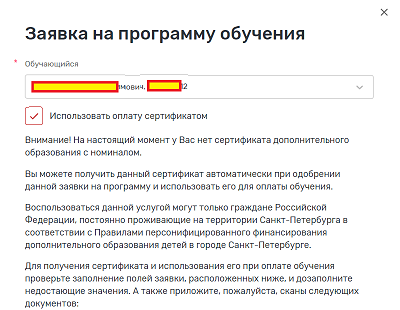 Заявка на программу обучения
* Обучающийся
мович, 12
Использовать оплату сертификатом
Внимание! На настоящий момент у Вас нет сертификата дополнительного
образования с номиналом.
Вы можете получить данный сертификат автоматически при одобрении
данной заявки на программу и использовать его для оплаты обучения.
Воспользоваться данной услугой могут только граждане Российской
Федерации, постоянно проживающие на территории Санкт-Петербурга в
соответствии с Правилами персонифицированного финансирования
дополнительного образования детей в городе Санкт-Петербурге.
Для получения сертификата и использования его при оплате обучения
проверьте заполнение полей заявки, расположенных ниже, и дозаполните
недостающие значения. А также приложите, пожалуйста, сканы следующих
документов: